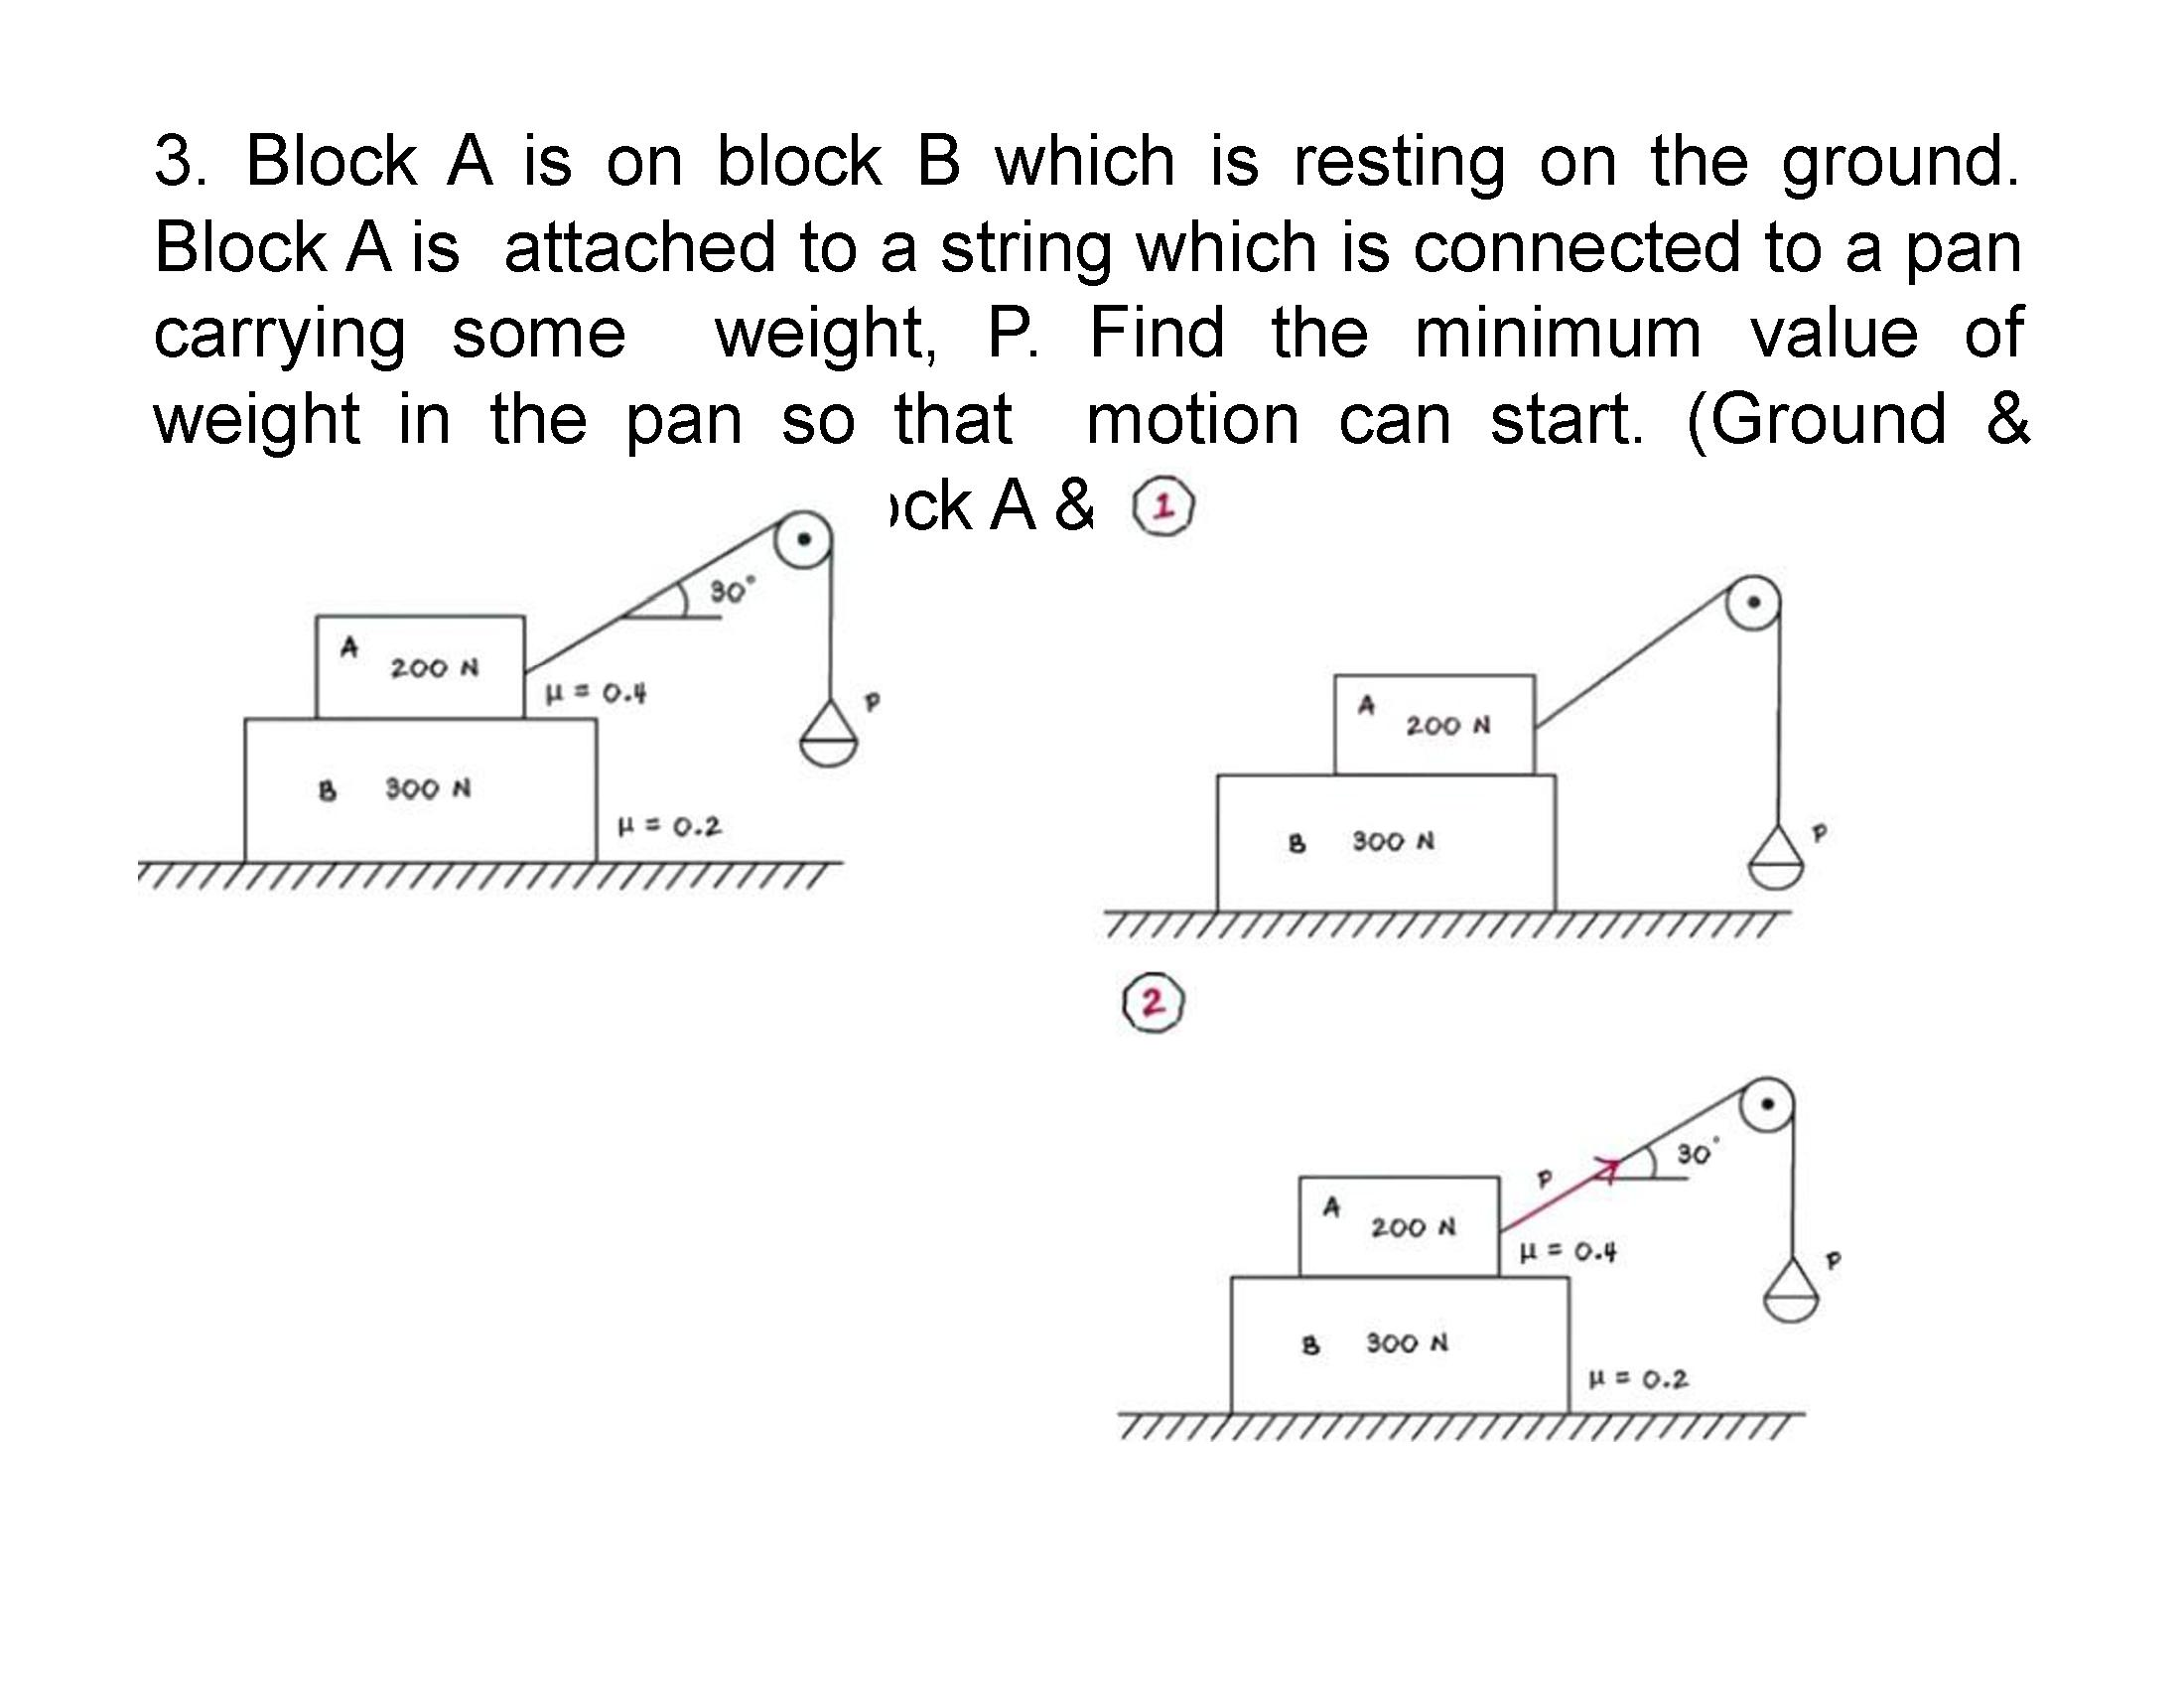 3. Block A is on block B which is resting on the ground.
Block A is attached to a string which is connected to a pan
carrying some weight, P. Find the minimum value of
weight in the pan so that motion can start. (Ground &
ck A & 1
30°
A
200 N
μ = 0.4
P
B 300 N
μ = 0.2
A
200 N
P
B 300 N
2
30°
P
A
200 N
μ = 0.4
P
B 300 N
μ = 0.2